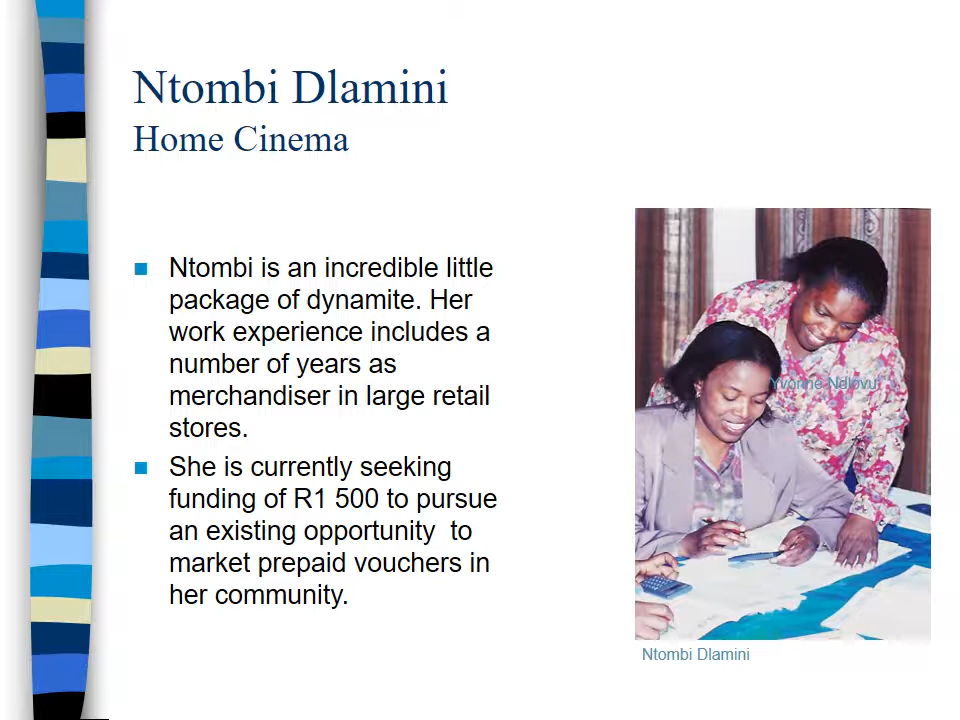 Ntombi Dlamini
Home Cinema
Ntombi is an incredible little
package of dynamite. Her
work experience includes a
number of years as
merchandiser in large retail
stores.
She is currently seeking
funding of R1 500 to pursue
an existing opportunity  to
market prepaid vouchers in
her community.
Yvonne Ndlovu
Ntombi Dlamini